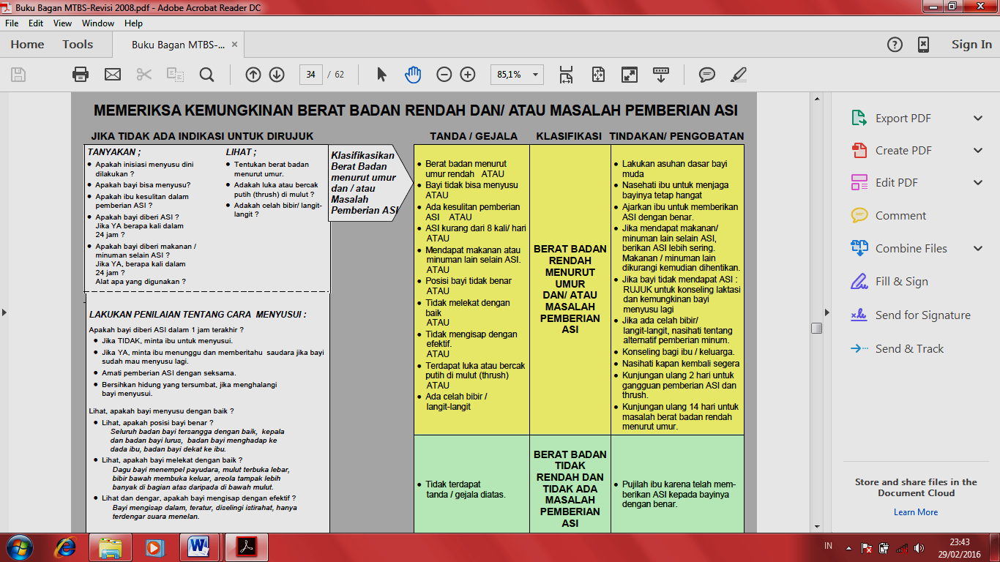 Buku Bagan MTBS-Revisi 2008.pdf - Adobe Acrobat Reader DC
File Edit View Window Help
Home Tools Buku Bagan MTBS-... × Sign In
34 / 62 85,1%
MEMERIKSA KEMUNGKINAN BERAT BADAN RENDAH DAN/ ATAU MASALAH PEMBERIAN ASI
JIKA TIDAK ADA INDIKASI UNTUK DIRUJUK
TANYAKAN ;
● Apakah inisiasi menyusu dini
dilakukan ?
● Apakah bayi bisa menyusu?
● Apakah ibu kesulitan dalam
pemberian ASI ?
● Apakah bayi diberi ASI ?
Jika YA berapa kali dalam
24 jam ?
● Apakah bayi diberi makanan /
minuman selain ASI ?
Jika YA, berapa kali dalam
24 jam ?
Alat apa yang digunakan ?
LIHAT ;
● Tentukan berat badan
menurut umur.
● Adakah luka atau bercak
putih (thrush) di mulut ?
● Adakah celah bibir/ langit-
langit ?
LAKUKAN PENILAIAN TENTANG CARA MENYUSUI :
Apakah bayi diberi ASI dalam 1 jam terakhir ?
● Jika TIDAK, minta ibu untuk menyusui.
● Jika YA, minta ibu menunggu dan memberitahu saudara jika bayi
sudah mau menyusu lagi.
● Amati pemberian ASI dengan seksama.
● Bersihkan hidung yang tersumbat, jika menghalangi
bayi menyusui.
Lihat, apakah bayi menyusu dengan baik ?
● Lihat, apakah posisi bayi benar ?
Seluruh badan bayi tersangga dengan baik, kepala
dan badan bayi lurus, badan bayi menghadap ke
dada ibu, badan bayi dekat ke ibu.
● Lihat, apakah bayi melekat dengan baik ?
Dagu bayi menempel payudara, mulut terbuka lebar,
bibir bawah membuka keluar, areola tampak lebih
banyak di bagian atas daripada di bawah mulut.
● Lihat dan dengar, apakah bayi mengisap dengan efektif ?
Bayi mengisap dalam, teratur, diselingi istirahat, hanya
terdengar suara menelan.
Klasifikasikan
Berat Badan
menurut umur
dan / atau
Masalah
Pemberian ASI
TANDA / GEJALA
● Berat badan menurut
umur rendah ATAU
● Bayi tidak bisa menyusu
ATAU
● Ada kesulitan pemberian
ASI ATAU
● ASI kurang dari 8 kali/ hari
ATAU
● Mendapat makanan atau
minuman lain selain ASI.
ATAU
● Posisi bayi tidak benar
ATAU
● Tidak melekat dengan
baik
ATAU
● Tidak mengisap dengan
efektif.
ATAU
● Terdapat luka atau bercak
putih di mulut (thrush)
ATAU
● Ada celah bibir /
langit-langit
KLASIFIKASI
BERAT BADAN
RENDAH
MENURUT
UMUR
DAN/ ATAU
MASALAH
PEMBERIAN
ASI
TINDAKAN/ PENGOBATAN
● Lakukan asuhan dasar bayi
muda
● Nasehati ibu untuk menjaga
bayinya tetap hangat
● Ajarkan ibu untuk memberikan
ASI dengan benar.
● Jika mendapat makanan/
minuman lain selain ASI,
berikan ASI lebih sering.
Makanan / minuman lain
dikurangi kemudian dihentikan.
● Jika bayi tidak mendapat ASI :
RUJUK untuk konseling laktasi
dan kemungkinan bayi
menyusu lagi
● Jika ada celah bibir/
langit-langit, nasihati tentang
alternatif pemberian minum.
● Konseling bagi ibu / keluarga.
● Nasihati kapan kembali segera
● Kunjungan ulang 2 hari untuk
gangguan pemberian ASI dan
thrush.
● Kunjungan ulang 14 hari untuk
masalah berat badan rendah
menurut umur.
● Tidak terdapat
tanda / gejala diatas.
BERAT BADAN
TIDAK
RENDAH DAN
TIDAK ADA
MASALAH
PEMBERIAN
ASI
● Pujilah ibu karena telah mem-
berikan ASI kepada bayinya
dengan benar.
Export PDF
Create PDF
Edit PDF
Comment
Combine Files
Fill & Sign
Send for Signature
Send & Track
Store and share files in the
Document Cloud
Learn More
IN
23:43
29/02/2016